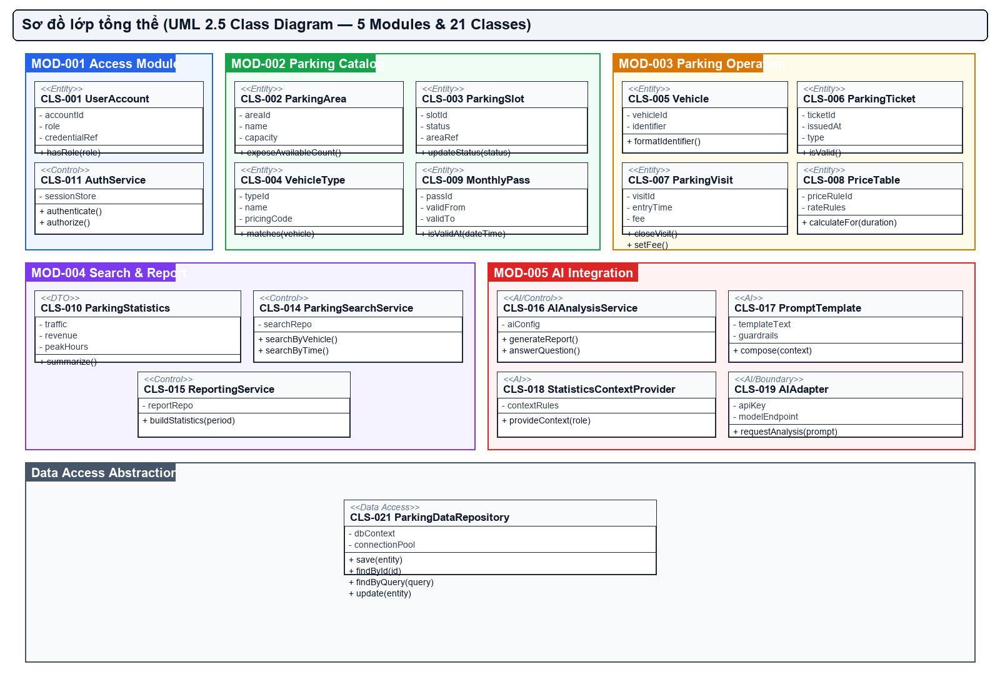 Sơ đồ lớp tổng thể (UML 2.5 Class Diagram — 5 Modules & 21 Classes)
MOD-001 Access Module
<<Entity>>
CLS-001 UserAccount
- accountId
- role
- credentialRef
+ hasRole(role)
<<Control>>
CLS-011 AuthService
- sessionStore
+ authenticate()
+ authorize()
MOD-002 Parking Catalog
<<Entity>>
CLS-002 ParkingArea
- areaId
- name
- capacity
+ exposeAvailableCount()
<<Entity>>
CLS-003 ParkingSlot
- slotId
- status
- areaRef
+ updateStatus(status)
<<Entity>>
CLS-004 VehicleType
- typeId
- name
- pricingCode
+ matches(vehicle)
<<Entity>>
CLS-009 MonthlyPass
- passId
- validFrom
- validTo
+ isValidAt(dateTime)
MOD-003 Parking Operation
<<Entity>>
CLS-005 Vehicle
- vehicleId
- identifier
+ formatIdentifier()
<<Entity>>
CLS-006 ParkingTicket
- ticketId
- issuedAt
- type
+ isValid()
<<Entity>>
CLS-007 ParkingVisit
- visitId
- entryTime
- fee
+ closeVisit()
+ setFee()
<<Entity>>
CLS-008 PriceTable
- priceRuleId
- rateRules
+ calculateFor(duration)
MOD-004 Search & Report
<<DTO>>
CLS-010 ParkingStatistics
- traffic
- revenue
- peakHours
+ summarize()
<<Control>>
CLS-014 ParkingSearchService
- searchRepo
+ searchByVehicle()
+ searchByTime()
<<Control>>
CLS-015 ReportingService
- reportRepo
+ buildStatistics(period)
MOD-005 AI Integration
<<AI/Control>>
CLS-016 AIAnalysisService
- aiConfig
+ generateReport()
+ answerQuestion()
<<AI>>
CLS-017 PromptTemplate
- templateText
- guardrails
+ compose(context)
<<AI>>
CLS-018 StatisticsContextProvider
- contextRules
+ provideContext(role)
<<AI/Boundary>>
CLS-019 AIAdapter
- apiKey
- modelEndpoint
+ requestAnalysis(prompt)
Data Access Abstraction
<<Data Access>>
CLS-021 ParkingDataRepository
- dbContext
- connectionPool
+ save(entity)
+ findById(id)
+ findByQuery(query)
+ update(entity)